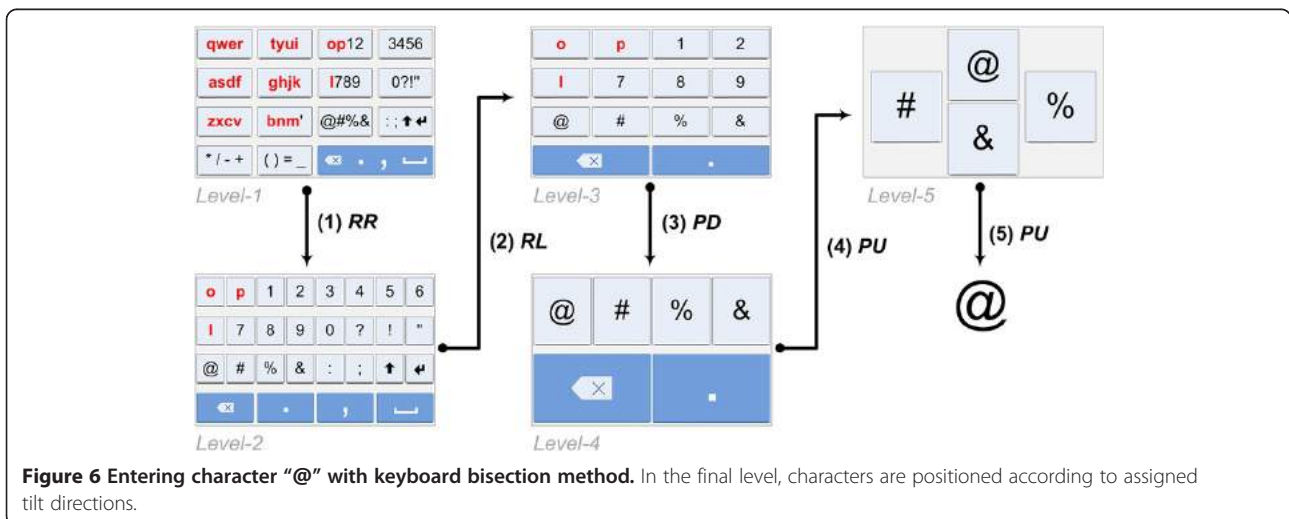 qwer tyui op12 3456
asdf ghjk l789 0?!"
zxcv bnm' @#%& : ; ⬆ ↵
* / - + ( ) = _ ⌫ . , ⎵
Level-1
(1) RR
o p 1 2 3 4 5 6
l 7 8 9 0 ? ! "
@ # % & : ; ⬆ ↵
⌫ . , ⎵
Level-2
(2) RL
o p 1 2
l 7 8 9
@ # % &
⌫ .
Level-3
(3) PD
@ # % &
⌫ .
Level-4
(4) PU
@
# %
&
Level-5
(5) PU
@
Figure 6 Entering character “@” with keyboard bisection method. In the final level, characters are positioned according to assigned
tilt directions.